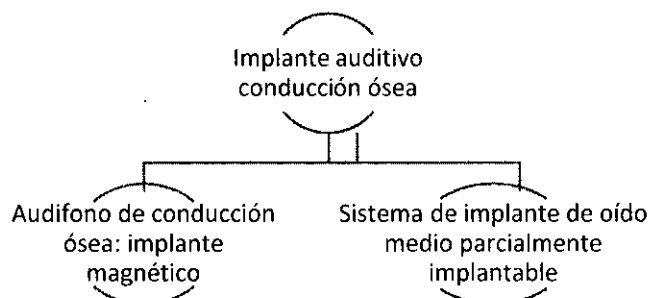 Implante auditivo
conducción ósea
Audifono de conducción
ósea: implante
magnético
Sistema de implante de oído
medio parcialmente
implantable